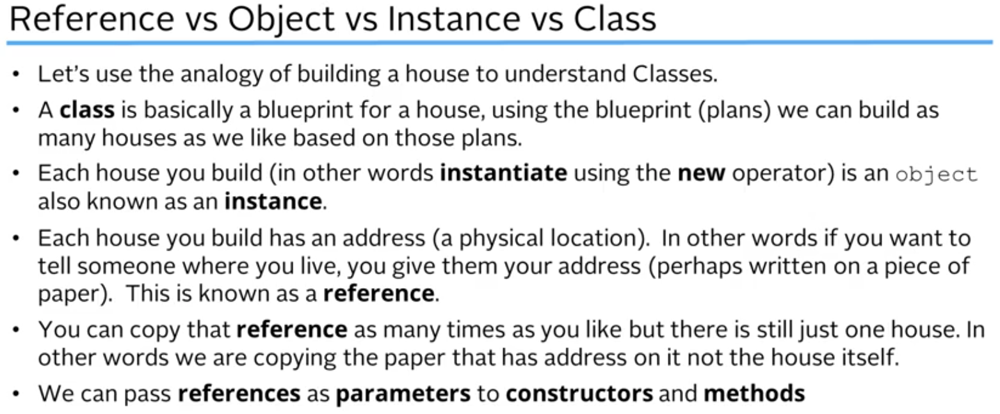 Reference vs Object vs Instance vs Class
• Let's use the analogy of building a house to understand Classes.
• A class is basically a blueprint for a house, using the blueprint (plans) we can build as
many houses as we like based on those plans.
• Each house you build (in other words instantiate using the new operator) is an object
also known as an instance.
• Each house you build has an address (a physical location).  In other words if you want to
tell someone where you live, you give them your address (perhaps written on a piece of
paper).  This is known as a reference.
• You can copy that reference as many times as you like but there is still just one house. In
other words we are copying the paper that has address on it not the house itself.
• We can pass references as parameters to constructors and methods